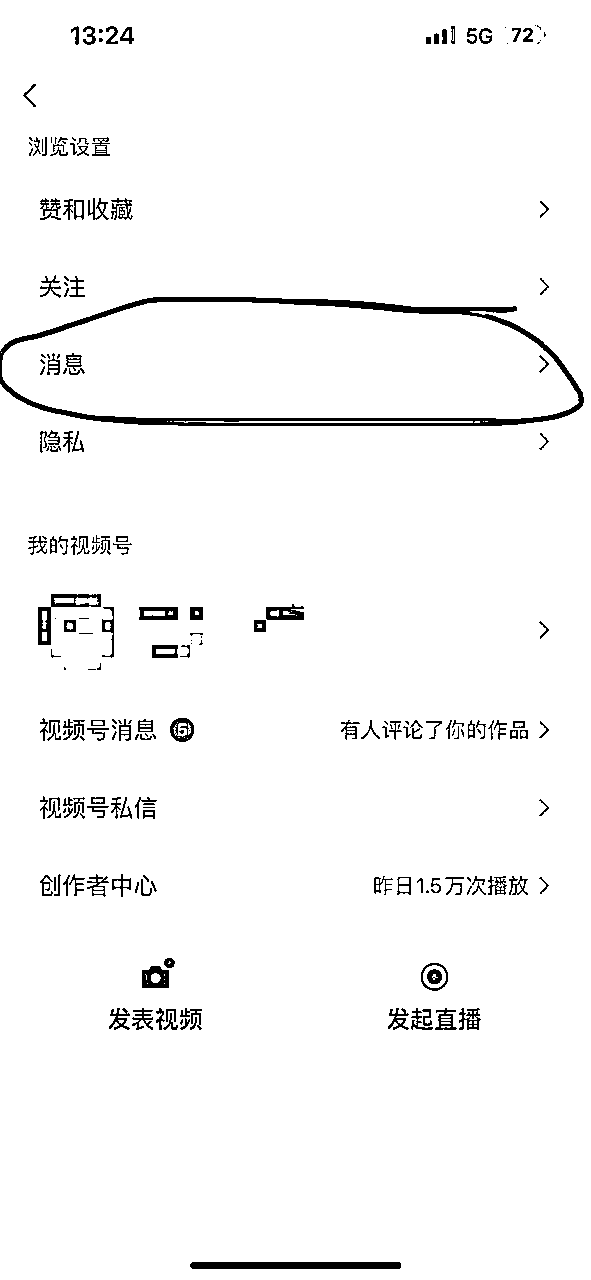 13:24 5G 72
浏览设置
赞和收藏
关注
消息
隐私
我的视频号
视频号消息 有人评论了你的作品
视频号私信
创作者中心 昨日1.5万次播放
发表视频 发起直播